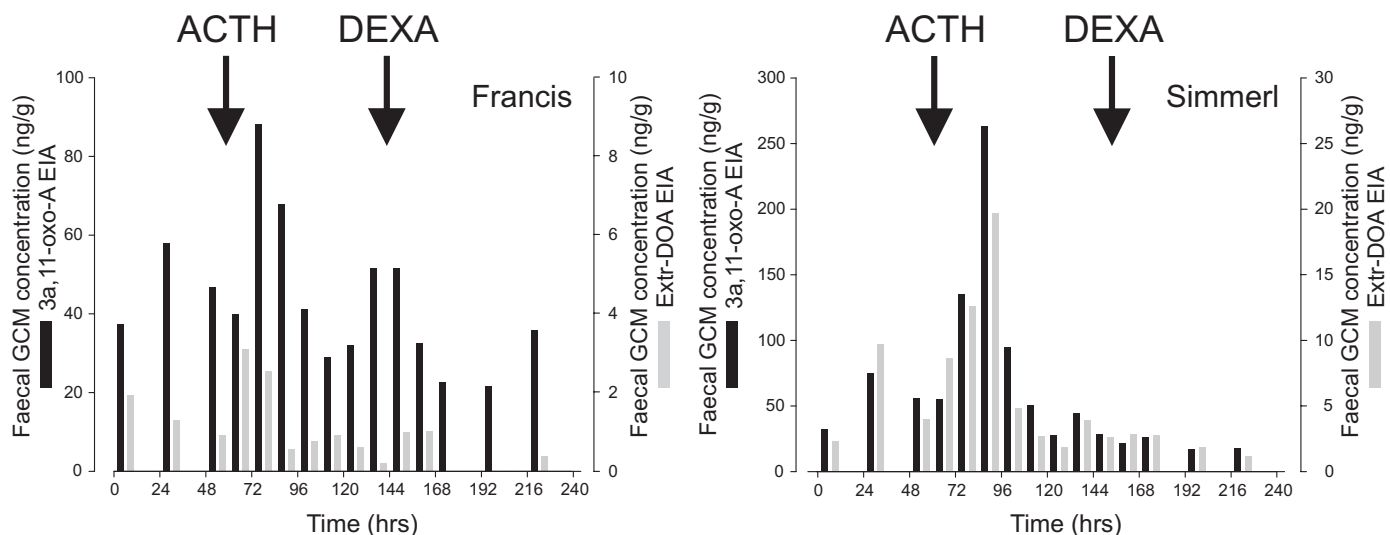 ACTH DEXA
Francis
Faecal GCM concentration (ng/g)
3a,11-oxo-A EIA
100
80
60
40
20
0
10
8
6
4
2
0
Faecal GCM concentration (ng/g)
Extr-DOA EIA
0 24 48 72 96 120 144 168 192 216 240
Time (hrs)
ACTH DEXA
Simmerl
Faecal GCM concentration (ng/g)
3a,11-oxo-A EIA
300
250
200
150
100
50
0
30
25
20
15
10
5
0
Faecal GCM concentration (ng/g)
Extr-DOA EIA
0 24 48 72 96 120 144 168 192 216 240
Time (hrs)